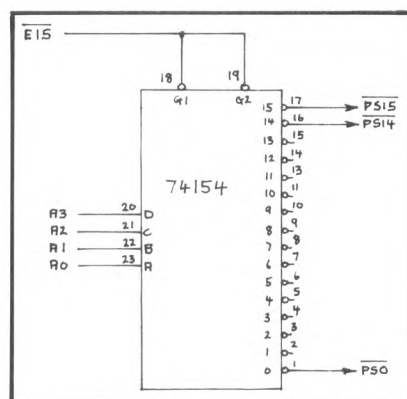 E15
18 19
G1 G2
15 17 PS15
14 16 PS14
13 15
12 14
11 13
74154
10 11
9 10
8 9
7 8
6 7
5 6
4 5
3 4
2 3
1 2
0 1 PS0
A3 20 D
A2 21 C
A1 22 B
A0 23 A